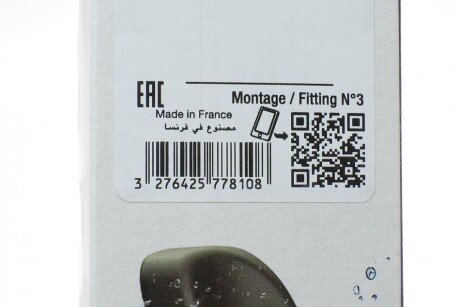 EAC
Montage / Fitting N°3
Made in France
مصنوع في فرنسا
3 276425 778108